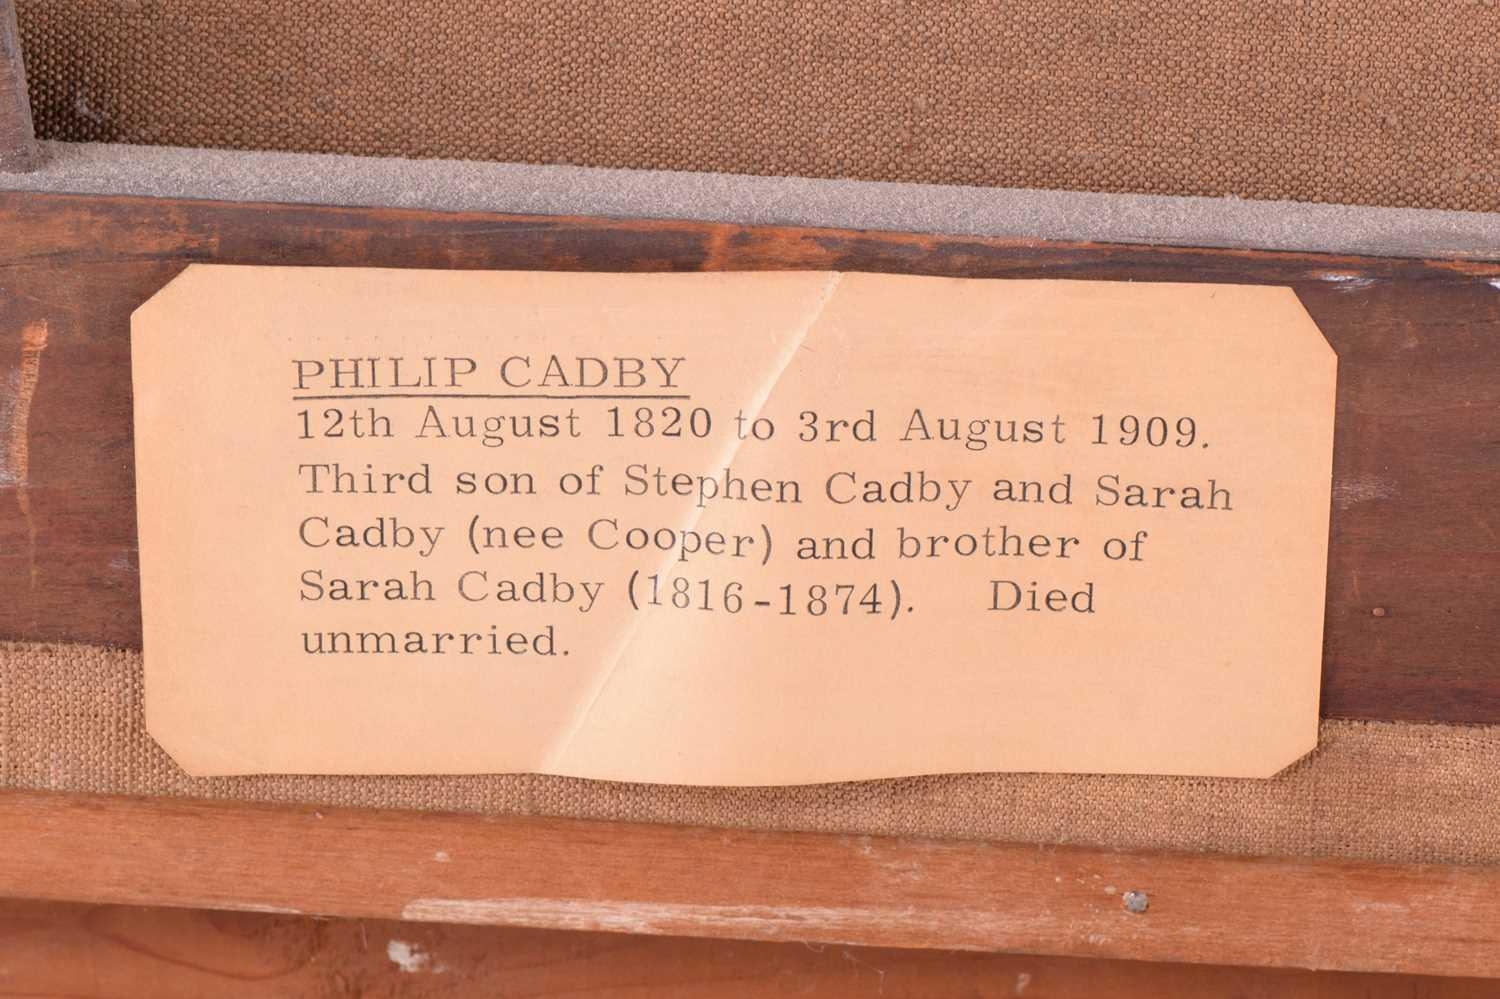 PHILIP CADBY
12th August 1820 to 3rd August 1909.
Third son of Stephen Cadby and Sarah
Cadby (nee Cooper) and brother of
Sarah Cadby (1816-1874). Died
unmarried.